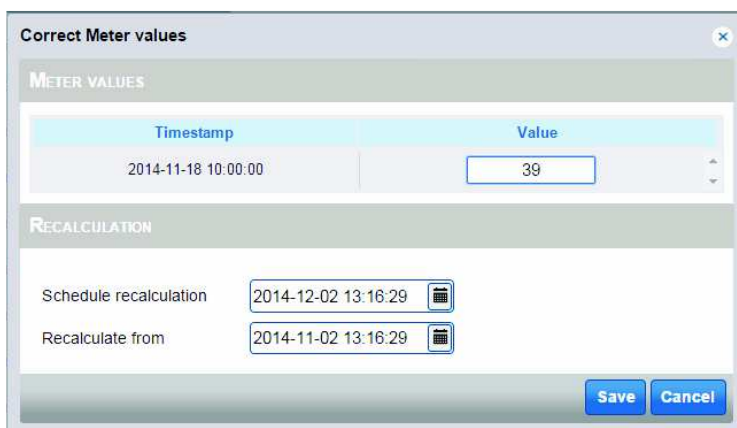 Correct Meter values
METER VALUES
Timestamp Value
2014-11-18 10:00:00 39
RECALCULATION
Schedule recalculation 2014-12-02 13:16:29
Recalculate from 2014-11-02 13:16:29
Save Cancel